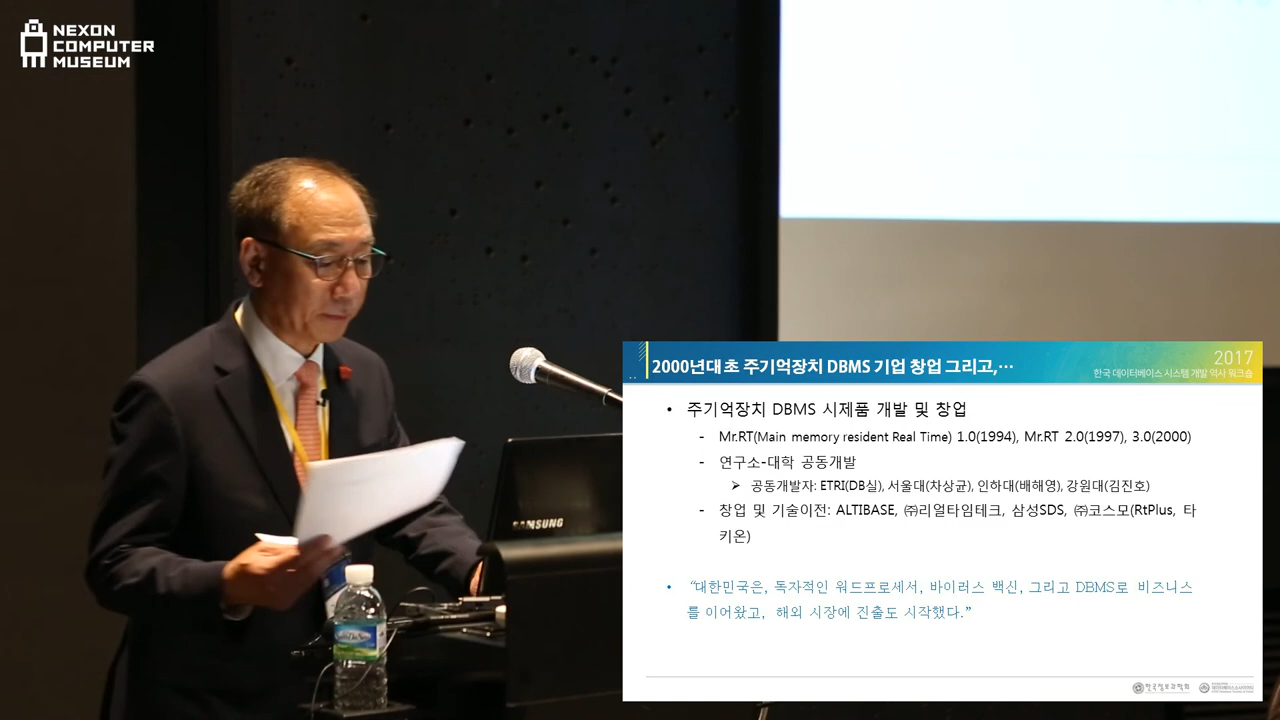 NEXON
COMPUTER
MUSEUM
2000년대초 주기억장치 DBMS 기업 창업 그리고,…
2017
한국 데이터베이스 시스템 개발 역사 워크숍
• 주기억장치 DBMS 시제품 개발 및 창업
- Mr.RT(Main memory resident Real Time) 1.0(1994), Mr.RT 2.0(1997), 3.0(2000)
- 연구소-대학 공동개발
➢ 공동개발자: ETRI(DB실), 서울대(차상균), 인하대(배해영), 강원대(김진호)
- 창업 및 기술이전: ALTIBASE, ㈜리얼타임테크, 삼성SDS, ㈜코스모(RtPlus, 타
키온)
• “대한민국은, 독자적인 워드프로세서, 바이러스 백신, 그리고 DBMS로 비즈니스
를 이어왔고, 해외 시장에 진출도 시작했다.”
SAMSUNG
한국정보과학회